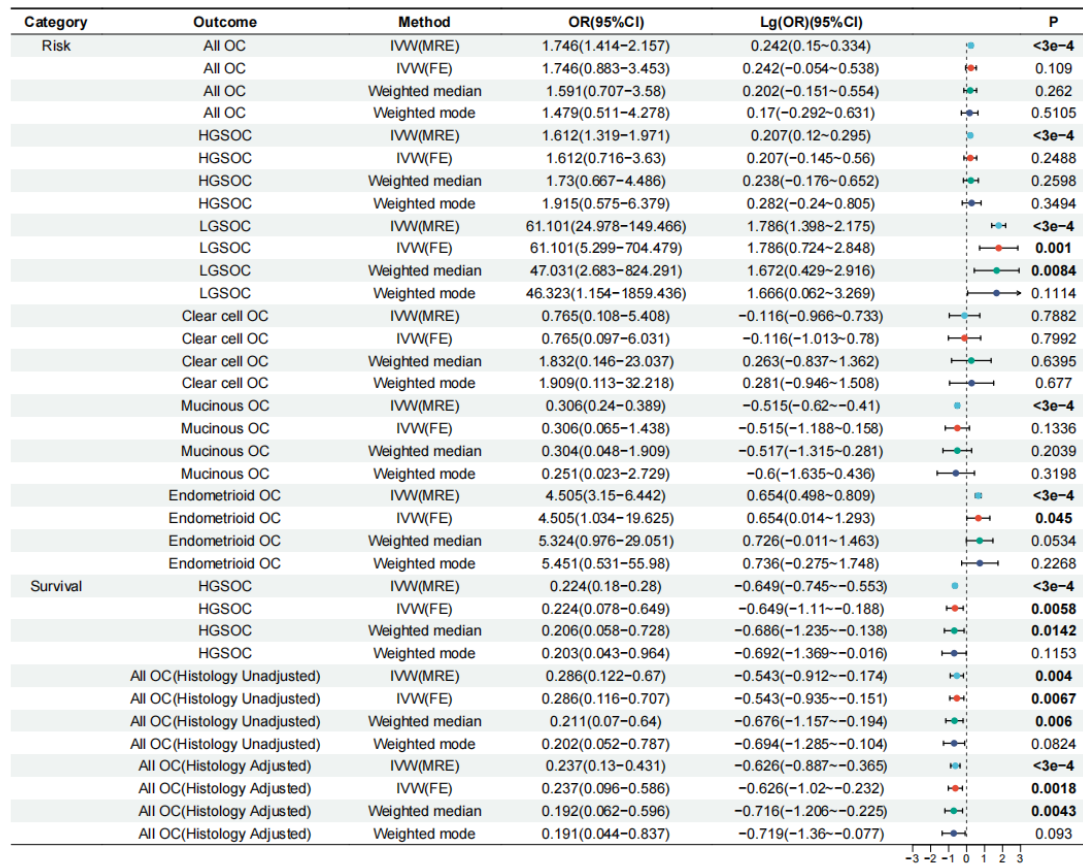 Category Outcome Method OR(95%CI) Lg(OR)(95%CI) P
Risk All OC IVW(MRE) 1.746(1.414−2.157) 0.242(0.15~0.334) <3e−4
All OC IVW(FE) 1.746(0.883−3.453) 0.242(−0.054~0.538) 0.109
All OC Weighted median 1.591(0.707−3.58) 0.202(−0.151~0.554) 0.262
All OC Weighted mode 1.479(0.511−4.278) 0.17(−0.292~0.631) 0.5105
HGSOC IVW(MRE) 1.612(1.319−1.971) 0.207(0.12~0.295) <3e−4
HGSOC IVW(FE) 1.612(0.716−3.63) 0.207(−0.145~0.56) 0.2488
HGSOC Weighted median 1.73(0.667−4.486) 0.238(−0.176~0.652) 0.2598
HGSOC Weighted mode 1.915(0.575−6.379) 0.282(−0.24~0.805) 0.3494
LGSOC IVW(MRE) 61.101(24.978−149.466) 1.786(1.398~2.175) <3e−4
LGSOC IVW(FE) 61.101(5.299−704.479) 1.786(0.724~2.848) 0.001
LGSOC Weighted median 47.031(2.683−824.291) 1.672(0.429~2.916) 0.0084
LGSOC Weighted mode 46.323(1.154−1859.436) 1.666(0.062~3.269) 0.1114
Clear cell OC IVW(MRE) 0.765(0.108−5.408) −0.116(−0.966~0.733) 0.7882
Clear cell OC IVW(FE) 0.765(0.097−6.031) −0.116(−1.013~0.78) 0.7992
Clear cell OC Weighted median 1.832(0.146−23.037) 0.263(−0.837~1.362) 0.6395
Clear cell OC Weighted mode 1.909(0.113−32.218) 0.281(−0.946~1.508) 0.677
Mucinous OC IVW(MRE) 0.306(0.24−0.389) −0.515(−0.62~−0.41) <3e−4
Mucinous OC IVW(FE) 0.306(0.065−1.438) −0.515(−1.188~0.158) 0.1336
Mucinous OC Weighted median 0.304(0.048−1.909) −0.517(−1.315~0.281) 0.2039
Mucinous OC Weighted mode 0.251(0.023−2.729) −0.6(−1.635~0.436) 0.3198
Endometrioid OC IVW(MRE) 4.505(3.15−6.442) 0.654(0.498~0.809) <3e−4
Endometrioid OC IVW(FE) 4.505(1.034−19.625) 0.654(0.014~1.293) 0.045
Endometrioid OC Weighted median 5.324(0.976−29.051) 0.726(−0.011~1.463) 0.0534
Endometrioid OC Weighted mode 5.451(0.531−55.98) 0.736(−0.275~1.748) 0.2268
Survival HGSOC IVW(MRE) 0.224(0.18−0.28) −0.649(−0.745~−0.553) <3e−4
HGSOC IVW(FE) 0.224(0.078−0.649) −0.649(−1.11~−0.188) 0.0058
HGSOC Weighted median 0.206(0.058−0.728) −0.686(−1.235~−0.138) 0.0142
HGSOC Weighted mode 0.203(0.043−0.964) −0.692(−1.369~−0.016) 0.1153
All OC(Histology Unadjusted) IVW(MRE) 0.286(0.122−0.67) −0.543(−0.912~−0.174) 0.004
All OC(Histology Unadjusted) IVW(FE) 0.286(0.116−0.707) −0.543(−0.935~−0.151) 0.0067
All OC(Histology Unadjusted) Weighted median 0.211(0.07−0.64) −0.676(−1.157~−0.194) 0.006
All OC(Histology Unadjusted) Weighted mode 0.202(0.052−0.787) −0.694(−1.285~−0.104) 0.0824
All OC(Histology Adjusted) IVW(MRE) 0.237(0.13−0.431) −0.626(−0.887~−0.365) <3e−4
All OC(Histology Adjusted) IVW(FE) 0.237(0.096−0.586) −0.626(−1.02~−0.232) 0.0018
All OC(Histology Adjusted) Weighted median 0.192(0.062−0.596) −0.716(−1.206~−0.225) 0.0043
All OC(Histology Adjusted) Weighted mode 0.191(0.044−0.837) −0.719(−1.36~−0.077) 0.093
−3 −2 −1 0 1 2 3